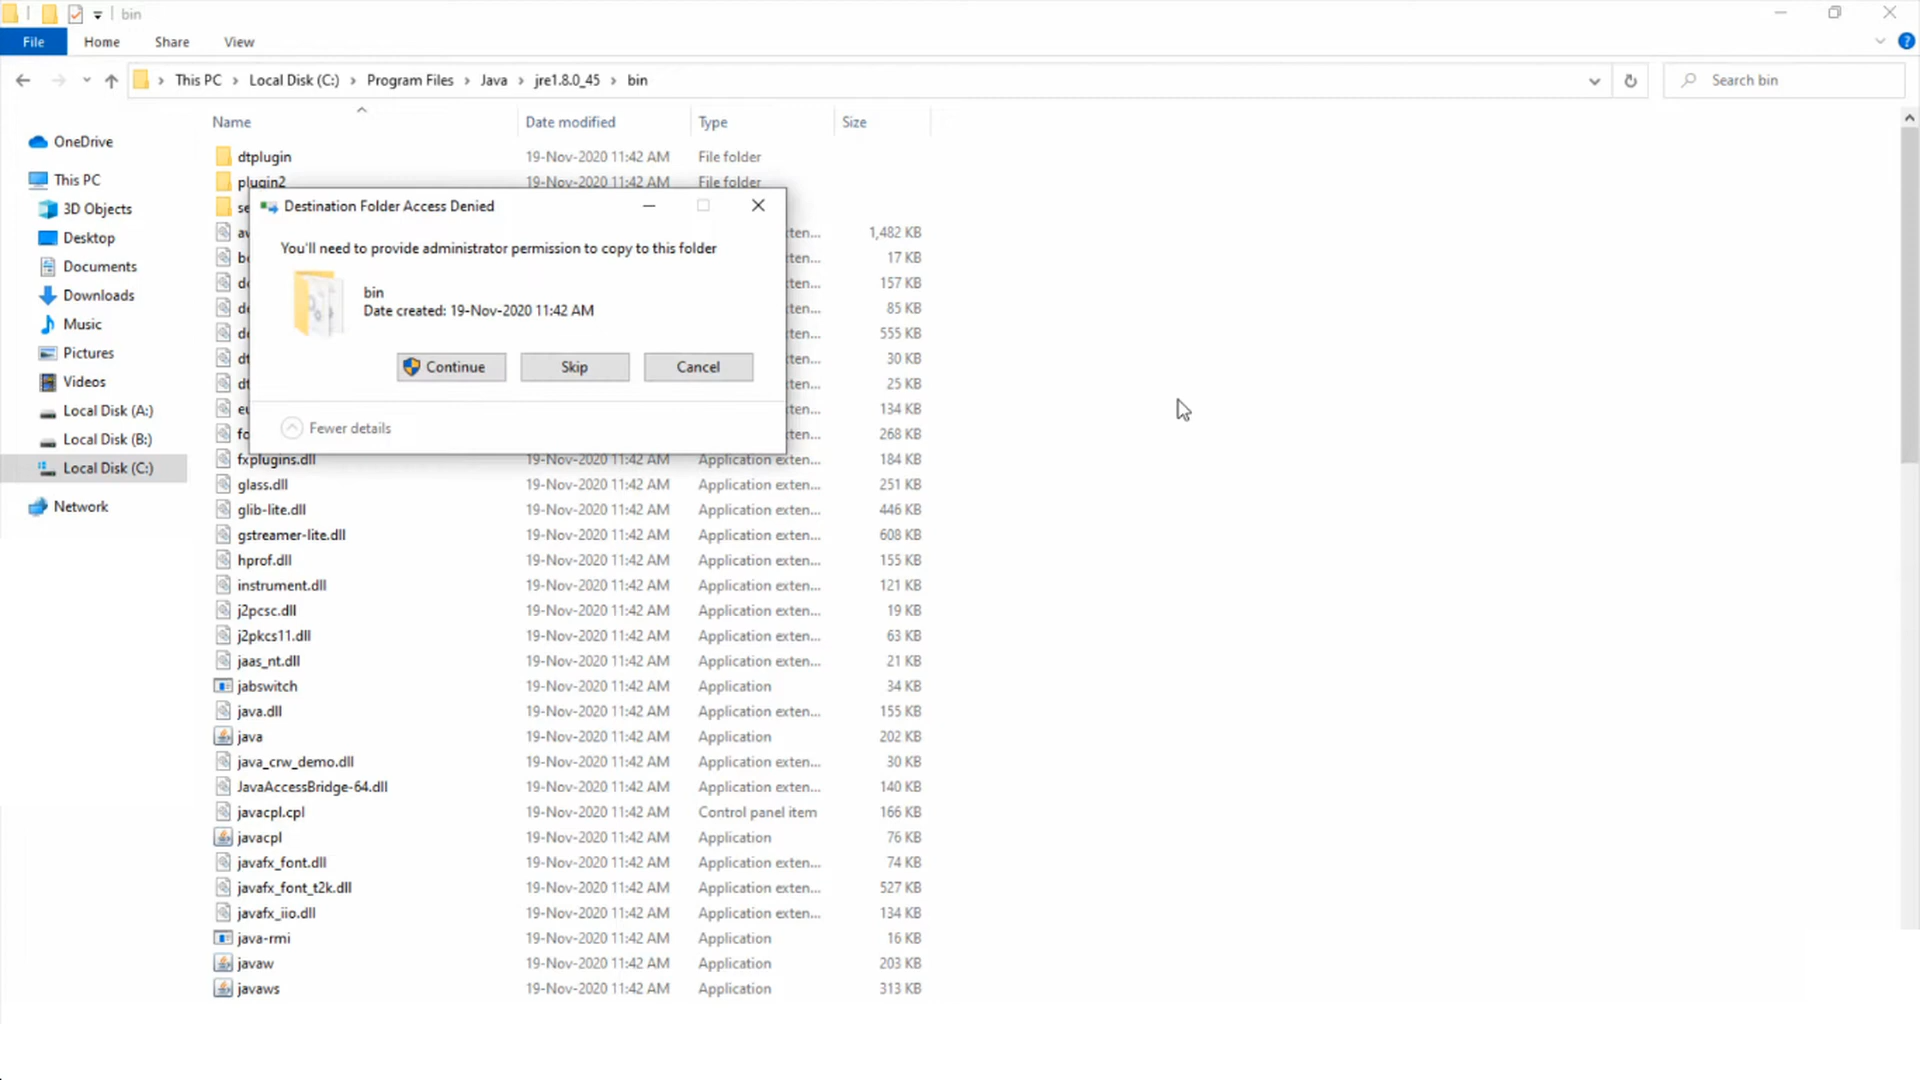 bin
File Home Share View
This PC Local Disk (C:) Program Files Java jre1.8.0_45 bin
Search bin
Name Date modified Type Size
OneDrive
This PC
3D Objects
Desktop
Documents
Downloads
Music
Pictures
Videos
Local Disk (A:)
Local Disk (B:)
Local Disk (C:)
Network
dtplugin 19-Nov-2020 11:42 AM File folder
plugin2 19-Nov-2020 11:42 AM File folder
Destination Folder Access Denied
You'll need to provide administrator permission to copy to this folder
bin
Date created: 19-Nov-2020 11:42 AM
Continue Skip Cancel
Fewer details
1,482 KB
17 KB
157 KB
85 KB
555 KB
30 KB
25 KB
134 KB
268 KB
fxplugins.dll 19-Nov-2020 11:42 AM Application exten... 184 KB
glass.dll 19-Nov-2020 11:42 AM Application exten... 251 KB
glib-lite.dll 19-Nov-2020 11:42 AM Application exten... 446 KB
gstreamer-lite.dll 19-Nov-2020 11:42 AM Application exten... 608 KB
hprof.dll 19-Nov-2020 11:42 AM Application exten... 155 KB
instrument.dll 19-Nov-2020 11:42 AM Application exten... 121 KB
j2pcsc.dll 19-Nov-2020 11:42 AM Application exten... 19 KB
j2pkcs11.dll 19-Nov-2020 11:42 AM Application exten... 63 KB
jaas_nt.dll 19-Nov-2020 11:42 AM Application exten... 21 KB
jabswitch 19-Nov-2020 11:42 AM Application 34 KB
java.dll 19-Nov-2020 11:42 AM Application exten... 155 KB
java 19-Nov-2020 11:42 AM Application 202 KB
java_crw_demo.dll 19-Nov-2020 11:42 AM Application exten... 30 KB
JavaAccessBridge-64.dll 19-Nov-2020 11:42 AM Application exten... 140 KB
javacpl.cpl 19-Nov-2020 11:42 AM Control panel item 166 KB
javacpl 19-Nov-2020 11:42 AM Application 76 KB
javafx_font.dll 19-Nov-2020 11:42 AM Application exten... 74 KB
javafx_font_t2k.dll 19-Nov-2020 11:42 AM Application exten... 527 KB
javafx_iio.dll 19-Nov-2020 11:42 AM Application exten... 134 KB
java-rmi 19-Nov-2020 11:42 AM Application 16 KB
javaw 19-Nov-2020 11:42 AM Application 203 KB
javaws 19-Nov-2020 11:42 AM Application 313 KB